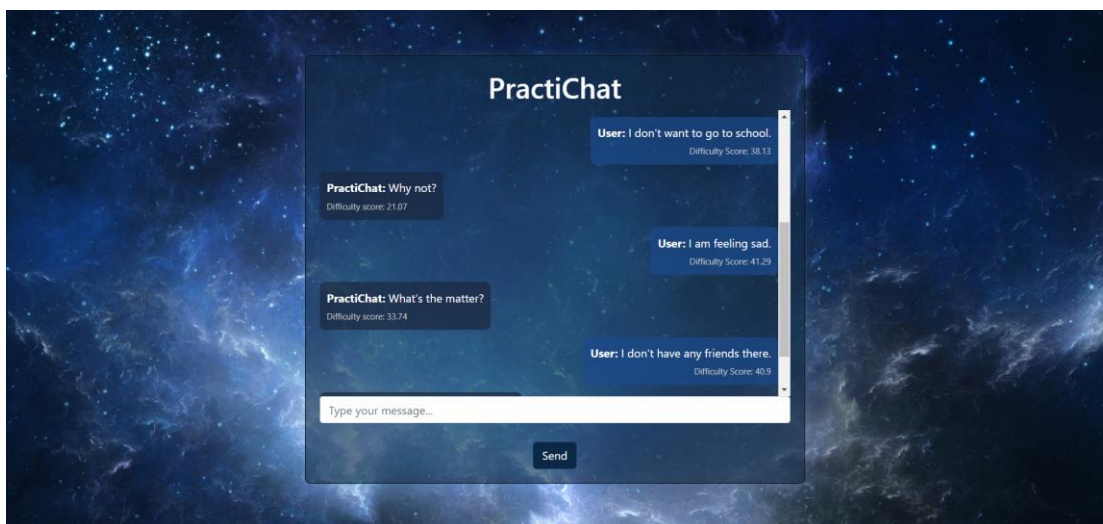 PractiChat
User: I don't want to go to school.
Difficulty Score: 38.13
PractiChat: Why not?
Difficulty score: 21.07
User: I am feeling sad.
Difficulty Score: 41.29
PractiChat: What's the matter?
Difficulty score: 33.74
User: I don't have any friends there.
Difficulty Score: 40.9
Type your message...
Send